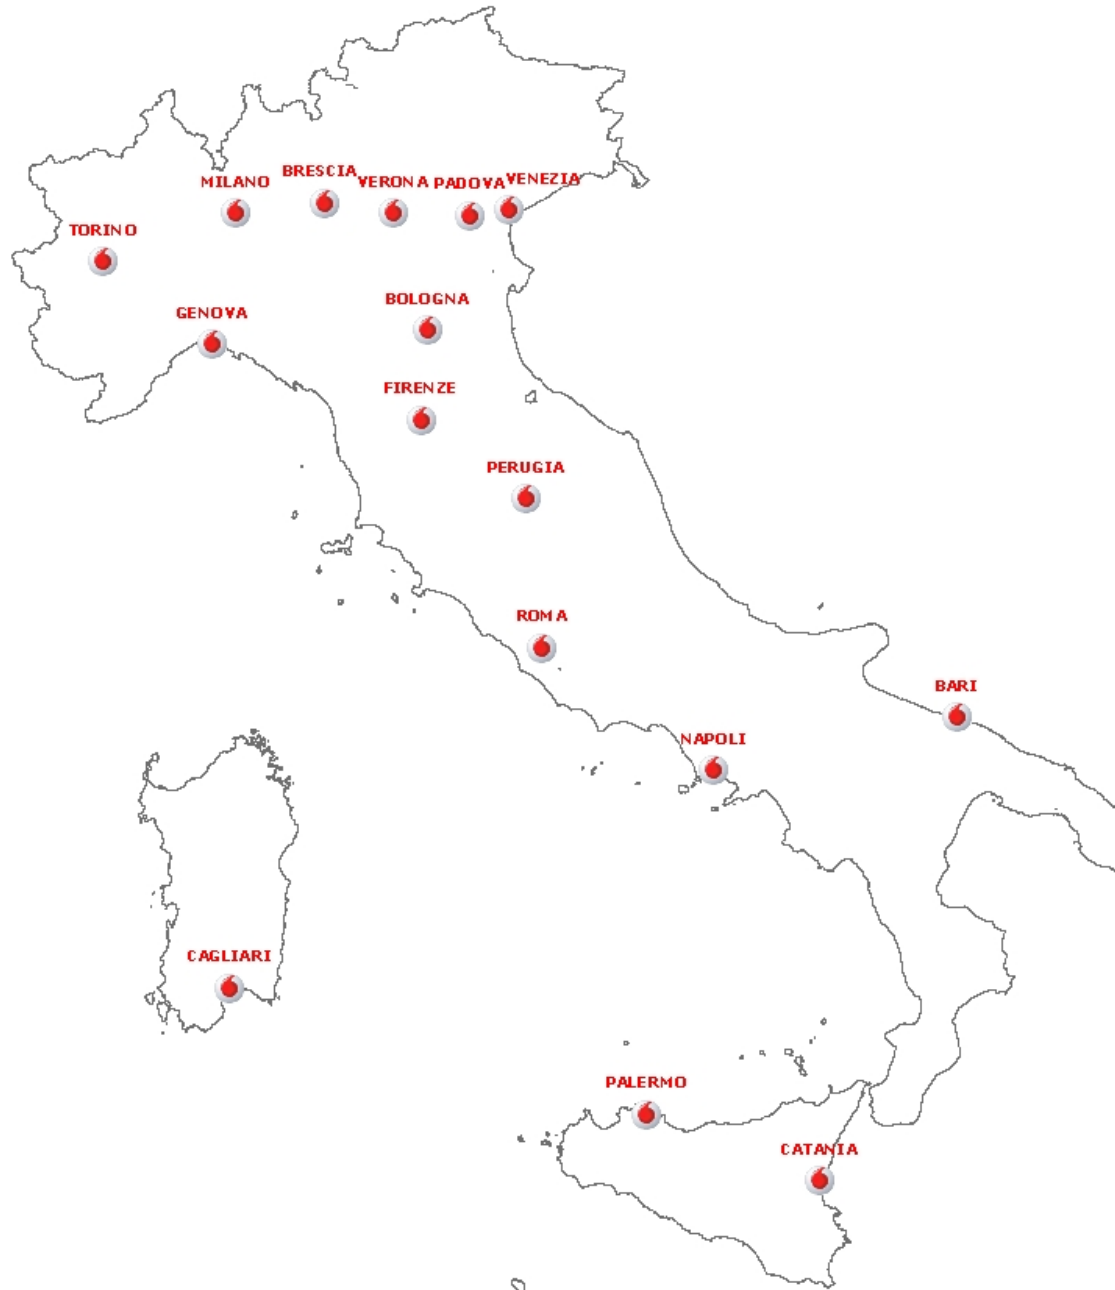 BRESCIA
MILANO
VERONA
PADOVA
VENEZIA
TORINO
BOLOGNA
GENOVA
FIRENZE
PERUGIA
ROMA
BARI
NAPOLI
CAGLIARI
PALERMO
CATANIA